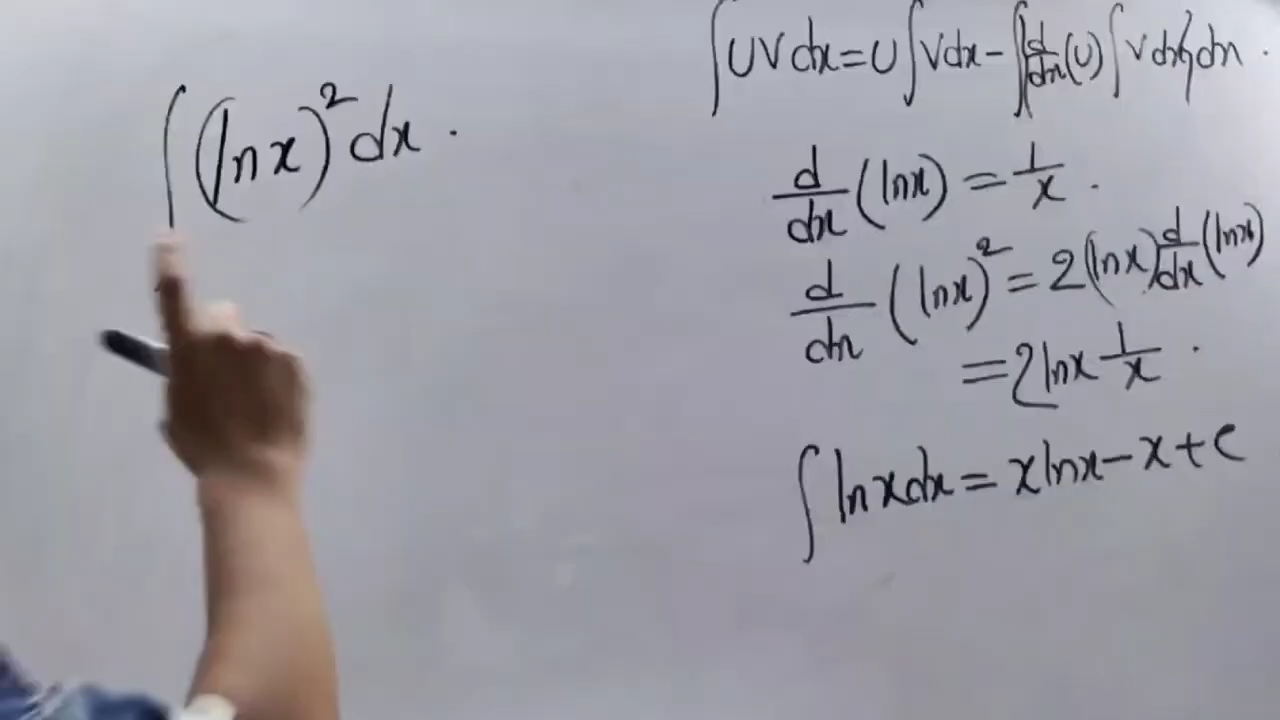 ∫(ln x)² dx .
∫UV dx = U∫V dx - ∫{d/dx (U) ∫V dx} dx .
d/dx (ln x) = 1/x .
d/dx (ln x)² = 2(ln x) d/dx (ln x)
= 2 ln x 1/x .
∫ ln x dx = x ln x - x + c